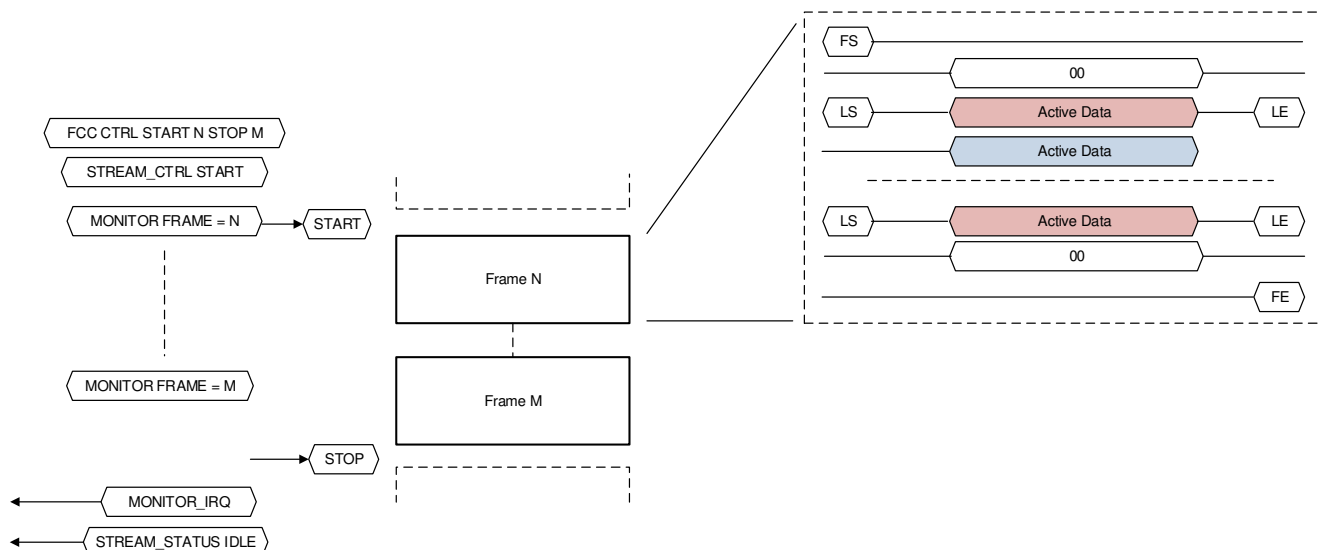 FCC CTRL START N STOP M
STREAM_CTRL START
MONITOR FRAME = N
START
MONITOR FRAME = M
STOP
MONITOR_IRQ
STREAM_STATUS IDLE
Frame N
Frame M
FS
00
LS
Active Data
LE
Active Data
LS
Active Data
LE
00
FE